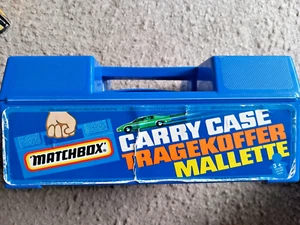 MATCHBOX
CARRY CASE
TRAGEKOFFER
MALLETTE